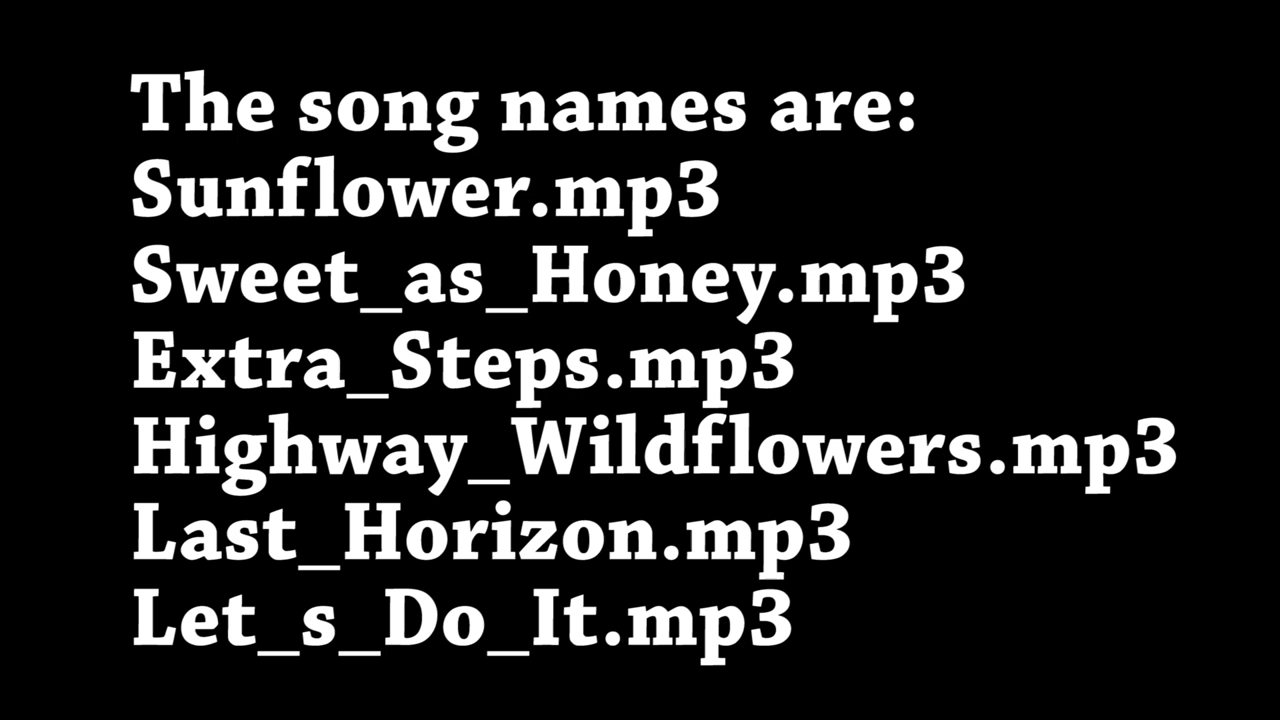 The song names are:
Sunflower.mp3
Sweet_as_Honey.mp3
Extra_Steps.mp3
Highway_Wildflowers.mp3
Last_Horizon.mp3
Let_s_Do_It.mp3